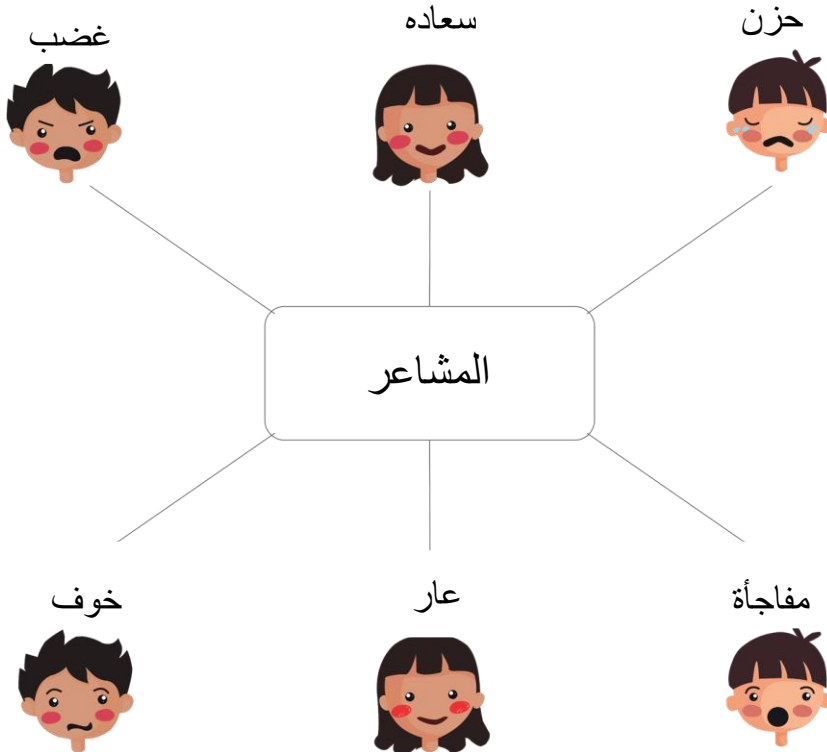 حزن
سعاده
غضب
المشاعر
مفاجأة
عار
خوف